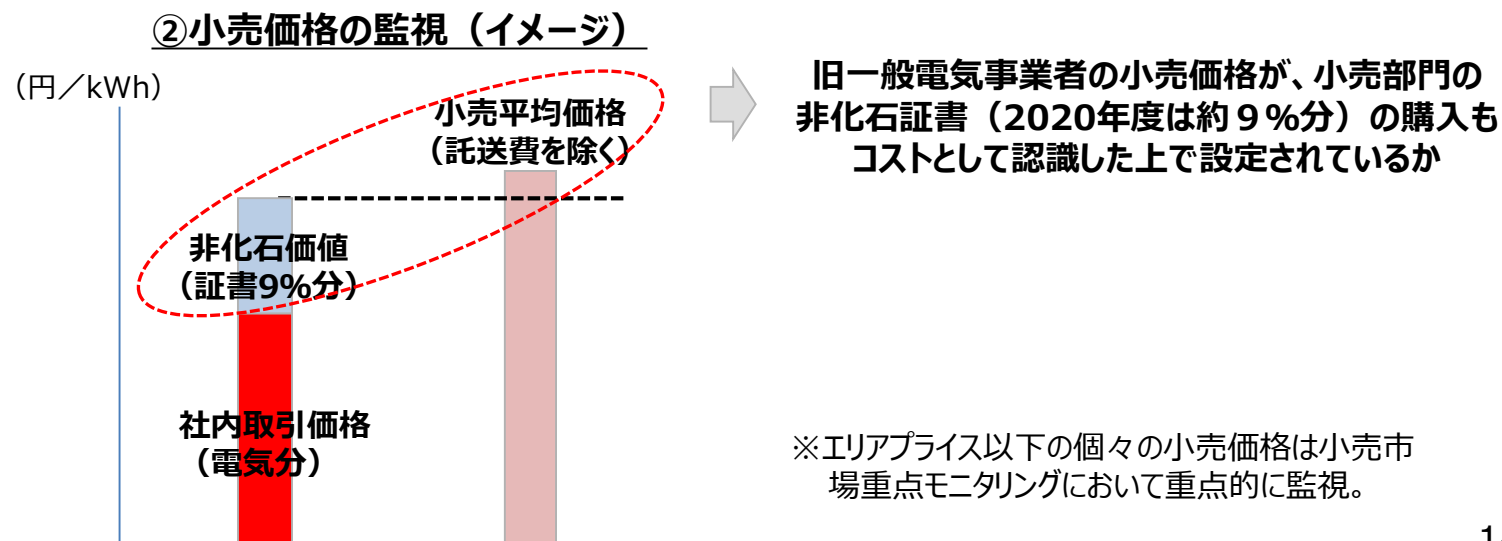 ②小売価格の監視（イメージ）
（円／kWh）
小売平均価格
（託送費を除く）
非化石価値
（証書9%分）
社内取引価格
（電気分）
旧一般電気事業者の小売価格が、小売部門の
非化石証書（2020年度は約９%分）の購入も
コストとして認識した上で設定されているか
※エリアプライス以下の個々の小売価格は小売市
場重点モニタリングにおいて重点的に監視。